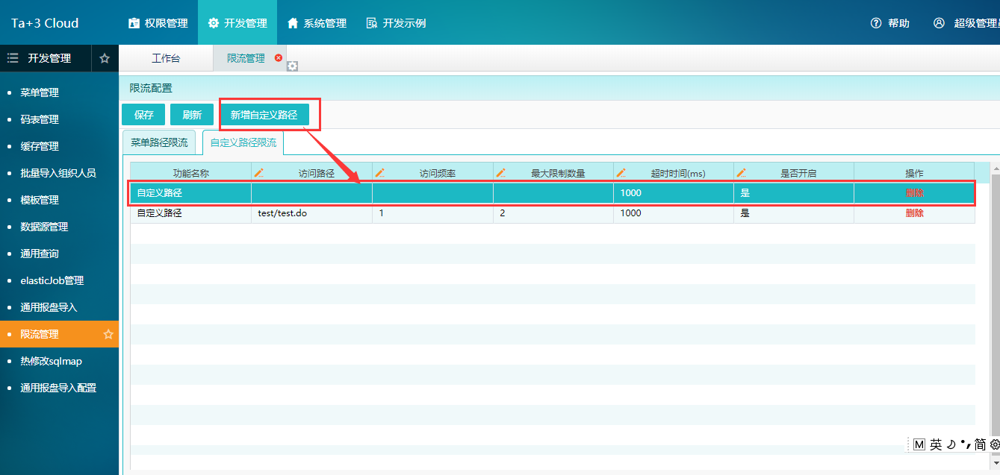 Ta+3 Cloud
权限管理
开发管理
系统管理
开发示例
帮助
超级管理员
开发管理
工作台
限流管理
菜单管理
码表管理
缓存管理
批量导入组织人员
模板管理
数据源管理
通用查询
elasticJob管理
通用报盘导入
限流管理
热修改sqlmap
通用报盘导入配置
限流配置
保存
刷新
新增自定义路径
菜单路径限流
自定义路径限流
功能名称 访问路径 访问频率 最大限制数量 超时时间(ms) 是否开启 操作
自定义路径 1000 是 删除
自定义路径 test/test.do 1 2 1000 是 删除
M 英 简